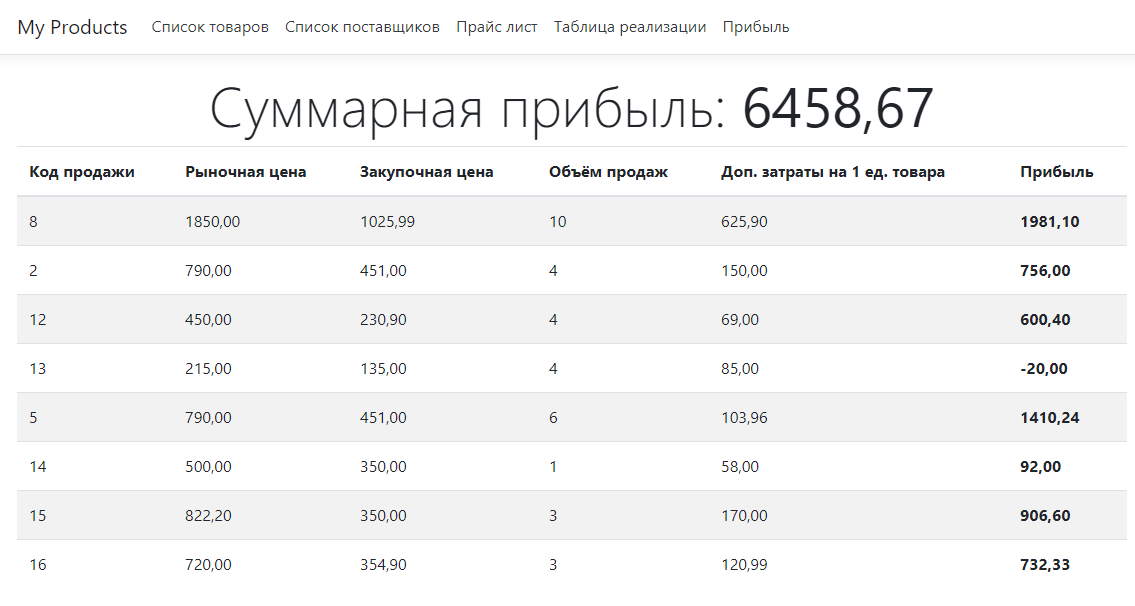 My Products Список товаров Список поставщиков Прайс лист Таблица реализации Прибыль
Суммарная прибыль: 6458,67
Код продажи Рыночная цена Закупочная цена Объём продаж Доп. затраты на 1 ед. товара Прибыль
8 1850,00 1025,99 10 625,90 1981,10
2 790,00 451,00 4 150,00 756,00
12 450,00 230,90 4 69,00 600,40
13 215,00 135,00 4 85,00 -20,00
5 790,00 451,00 6 103,96 1410,24
14 500,00 350,00 1 58,00 92,00
15 822,20 350,00 3 170,00 906,60
16 720,00 354,90 3 120,99 732,33